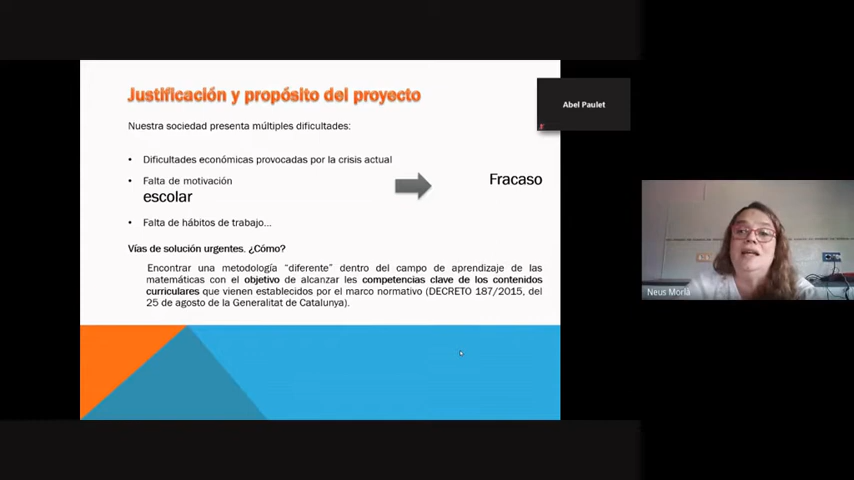 Justificación y propósito del proyecto
Abel Paulet
Nuestra sociedad presenta múltiples dificultades:
• Dificultades económicas provocadas por la crisis actual
• Falta de motivación
Fracaso
escolar
• Falta de hábitos de trabajo...
Vías de solución urgentes. ¿Cómo?
Encontrar una metodología “diferente” dentro del campo de aprendizaje de las
matemáticas con el objetivo de alcanzar les competencias clave de los contenidos
curriculares que vienen establecidos por el marco normativo (DECRETO 187/2015, del
25 de agosto de la Generalitat de Catalunya).
Neus Morla